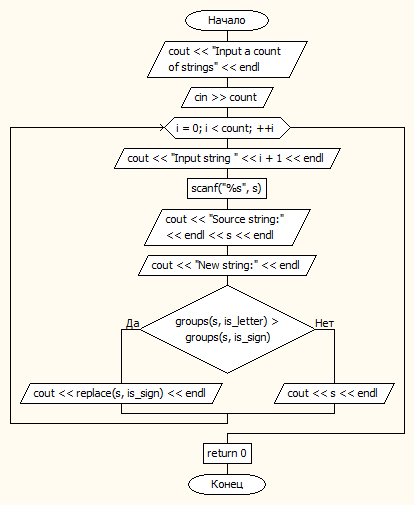 Начало
cout << "Input a count
of strings" << endl
cin >> count
i = 0; i < count; ++i
cout << "Input string " << i + 1 << endl
scanf("%s", s)
cout << "Source string:"
<< endl << s << endl
cout << "New string:" << endl
groups(s, is_letter) >
groups(s, is_sign)
Да
Нет
cout << replace(s, is_sign) << endl
cout << s << endl
return 0
Конец